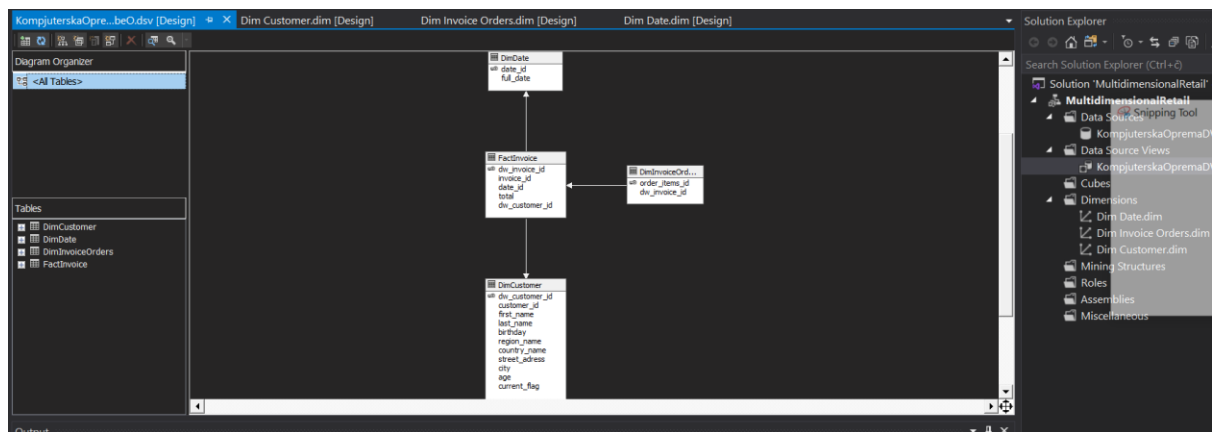 KompjuterskaOpre...beO.dsv [Design]
Dim Customer.dim [Design]
Dim Invoice Orders.dim [Design]
Dim Date.dim [Design]
Diagram Organizer
<All Tables>
Tables
DimCustomer
DimDate
DimInvoiceOrders
FactInvoice
DimDate
date_id
full_date
FactInvoice
dw_invoice_id
invoice_id
date_id
total
dw_customer_id
DimInvoiceOrd...
order_items_id
dw_invoice_id
DimCustomer
dw_customer_id
customer_id
first_name
last_name
birthday
region_name
country_name
street_adress
city
age
current_flag
Solution Explorer
Search Solution Explorer (Ctrl+č)
Solution 'MultidimensionalRetail'
MultidimensionalRetail
Snipping Tool
Data Sources
KompjuterskaOpremaDV
Data Source Views
KompjuterskaOpremaDV
Cubes
Dimensions
Dim Date.dim
Dim Invoice Orders.dim
Dim Customer.dim
Mining Structures
Roles
Assemblies
Miscellaneous
Output